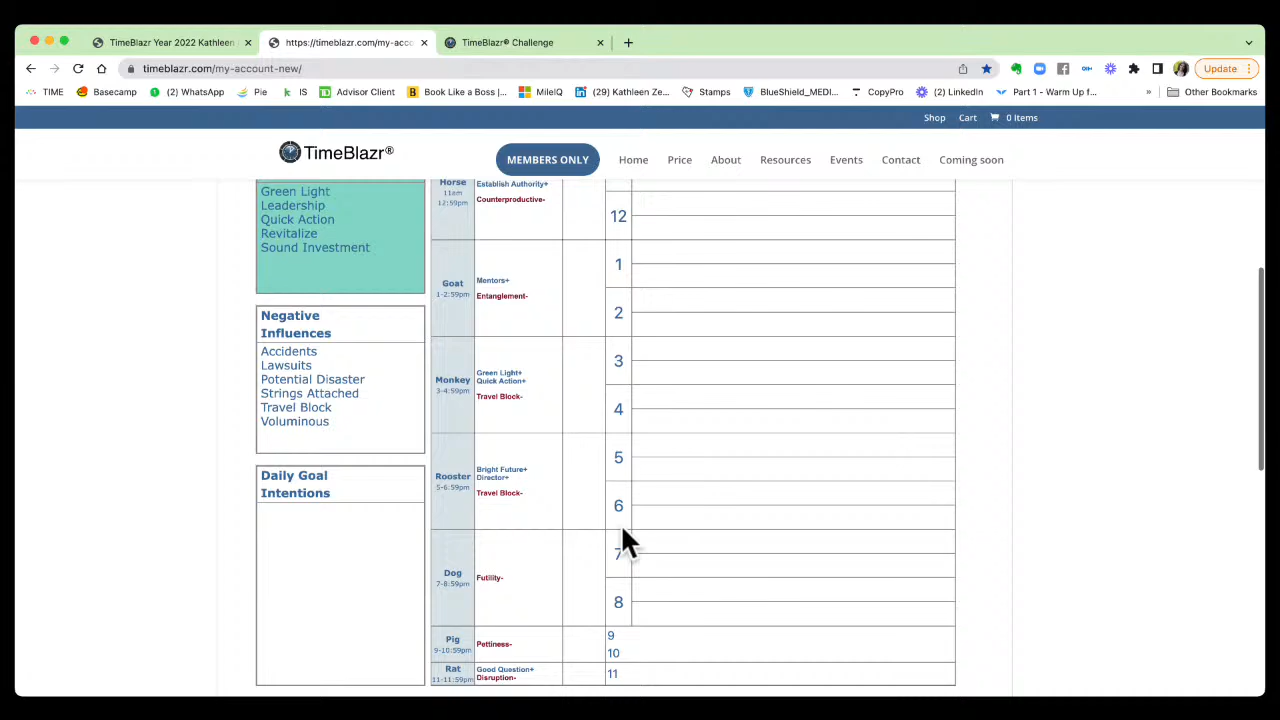 TimeBlazr Year 2022 Kathleen
https://timeblazr.com/my-acco
TimeBlazr® Challenge
timeblazr.com/my-account-new/
Update
TIME
Basecamp
(2) WhatsApp
Pie
IS
Advisor Client
Book Like a Boss |...
MileIQ
(29) Kathleen Ze...
Stamps
BlueShield_MEDI...
CopyPro
(2) LinkedIn
Part 1 - Warm Up f...
»
Other Bookmarks
Shop
Cart
0 Items
TimeBlazr®
MEMBERS ONLY
Home
Price
About
Resources
Events
Contact
Coming soon
Green Light
Leadership
Quick Action
Revitalize
Sound Investment
Negative
Influences
Accidents
Lawsuits
Potential Disaster
Strings Attached
Travel Block
Voluminous
Daily Goal
Intentions
Horse
11am
12:59pm
Establish Authority+
Counterproductive-
12
Goat
1-2:59pm
Mentors+
Entanglement-
1
2
Monkey
3-4:59pm
Green Light+
Quick Action+
Travel Block-
3
4
Rooster
5-6:59pm
Bright Future+
Director+
Travel Block-
5
6
Dog
7-8:59pm
Futility-
7
8
Pig
9-10:59pm
Pettiness-
9
10
Rat
11-11:59pm
Good Question+
Disruption-
11